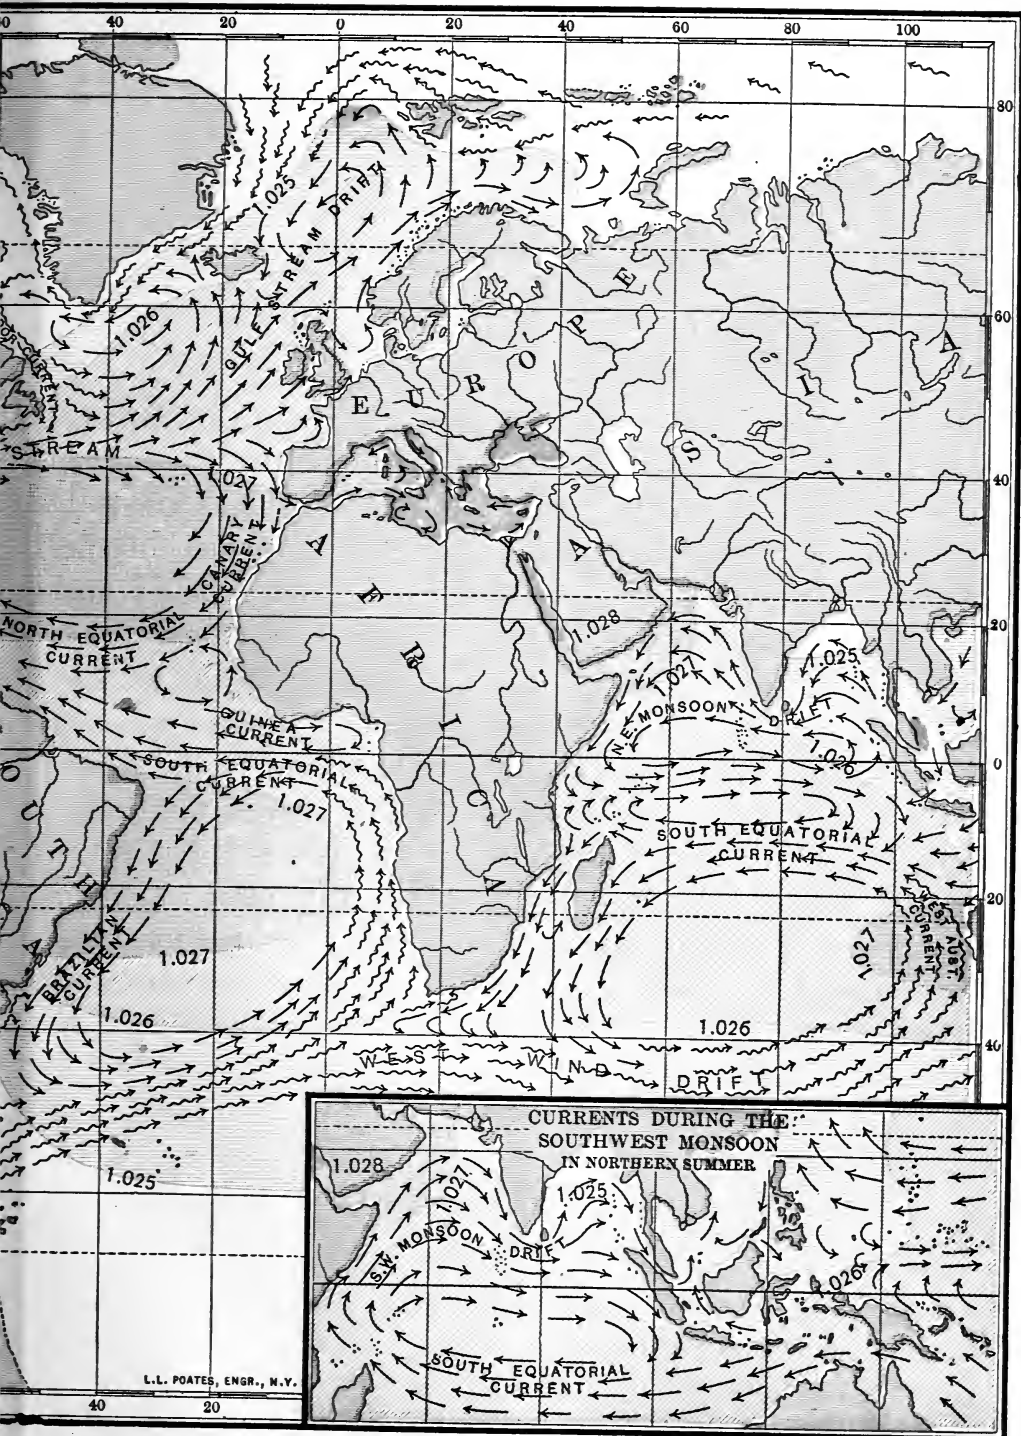 40 20 0 20 40 60 80 100
80
1.025
GULF STREAM DRIFT
60
1.026
CURRENT
EUROPE
ASIA
STREAM
1.027
40
CANARY
CURRENT
AFRICA
1.028
NORTH EQUATORIAL
CURRENT
20
1.027
1.025
N.E. MONSOON DRIFT
GUINEA
CURRENT
1.026
SOUTH EQUATORIAL
CURRENT
0
1.027
OUTH A
SOUTH EQUATORIAL
CURRENT
20
BRAZILIAN
CURRENT
1.027
1.027
WEST AUST.
CURRENT
1.026
1.026
40
WEST WIND DRIFT
1.025
CURRENTS DURING THE
SOUTHWEST MONSOON
IN NORTHERN SUMMER
1.028
1.027
1.025
S.W. MONSOON DRIFT
1.026
SOUTH EQUATORIAL
CURRENT
L.L. POATES, ENGR., N.Y.
40 20